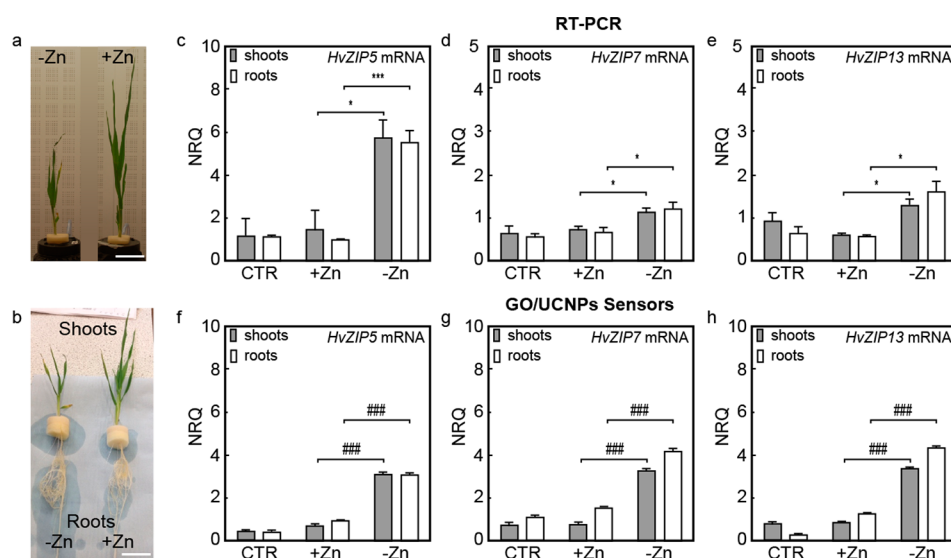 RT-PCR
a
-Zn +Zn
c
shoots
roots
HvZIP5 mRNA
***
*
NRQ
10
8
6
4
2
0
CTR +Zn -Zn
d
shoots
roots
HvZIP7 mRNA
*
*
NRQ
5
4
3
2
1
0
CTR +Zn -Zn
e
shoots
roots
HvZIP13 mRNA
*
*
NRQ
5
4
3
2
1
0
CTR +Zn -Zn
GO/UCNPs Sensors
b
Shoots
Roots
-Zn +Zn
f
shoots
roots
HvZIP5 mRNA
###
###
NRQ
10
8
6
4
2
0
CTR +Zn -Zn
g
shoots
roots
HvZIP7 mRNA
###
###
NRQ
10
8
6
4
2
0
CTR +Zn -Zn
h
shoots
roots
HvZIP13 mRNA
###
###
NRQ
10
8
6
4
2
0
CTR +Zn -Zn